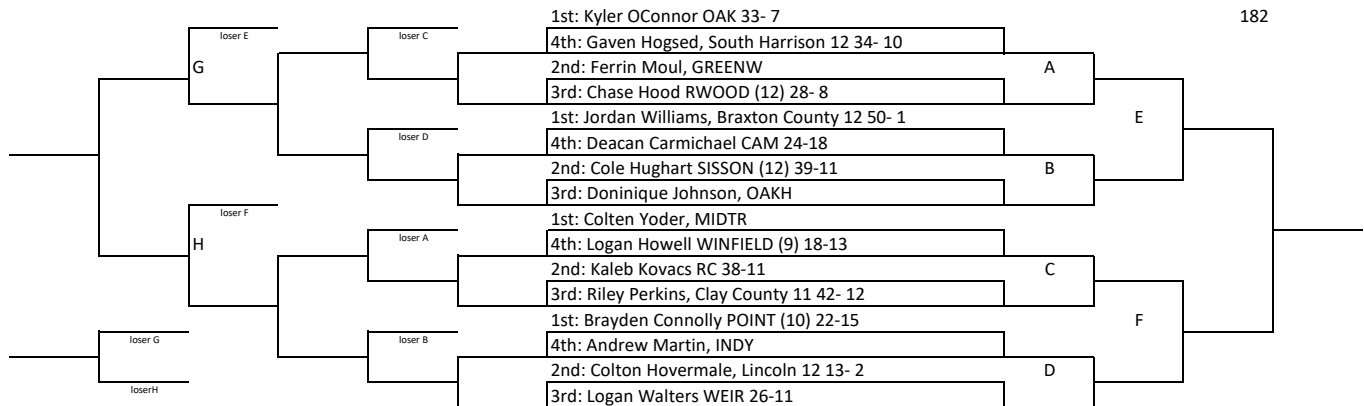 1st: Kyler OConnor OAK 33- 7
182
loser E
loser C
4th: Gaven Hogsed, South Harrison 12 34- 10
G
2nd: Ferrin Moul, GREENW
A
3rd: Chase Hood RWOOD (12) 28- 8
1st: Jordan Williams, Braxton County 12 50- 1
E
loser D
4th: Deacan Carmichael CAM 24-18
2nd: Cole Hughart SISSON (12) 39-11
B
3rd: Doninique Johnson, OAKH
loser F
1st: Colten Yoder, MIDTR
H
loser A
4th: Logan Howell WINFIELD (9) 18-13
2nd: Kaleb Kovacs RC 38-11
C
3rd: Riley Perkins, Clay County 11 42- 12
1st: Brayden Connolly POINT (10) 22-15
F
loser G
loser B
4th: Andrew Martin, INDY
2nd: Colton Hovermale, Lincoln 12 13- 2
D
loserH
3rd: Logan Walters WEIR 26-11